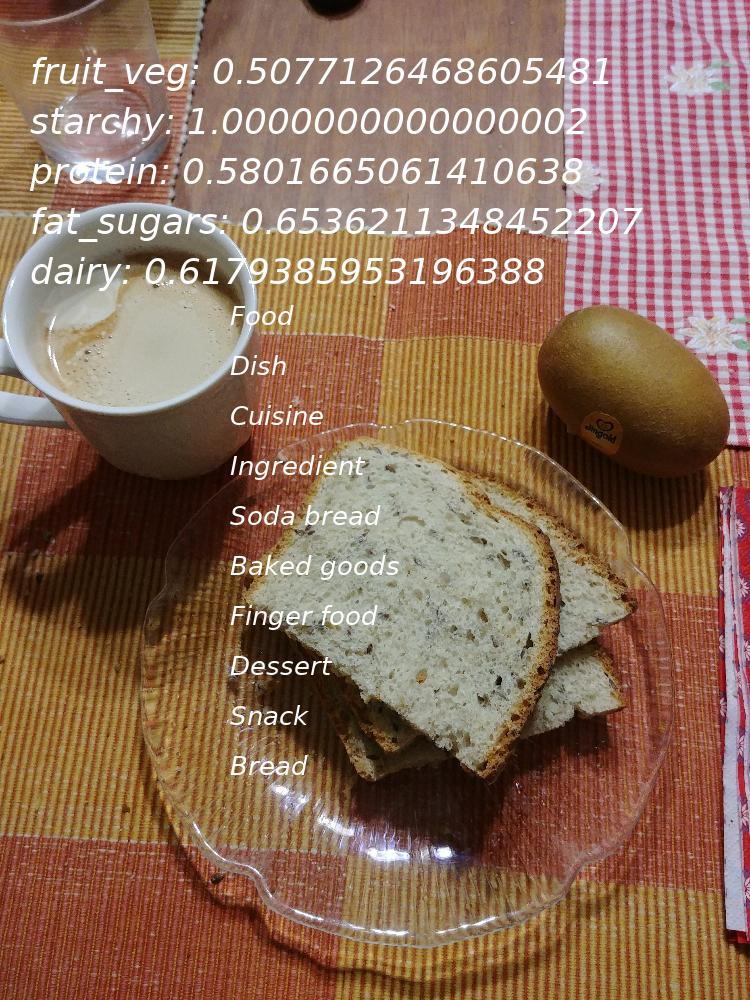 fruit_veg: 0.5077126468605481
starchy: 1.0000000000000002
protein: 0.5801665061410638
fat_sugars: 0.6536211348452207
dairy: 0.6179385953196388
Food
Dish
Cuisine
Ingredient
Soda bread
Baked goods
Finger food
Dessert
Snack
Bread
Jingold